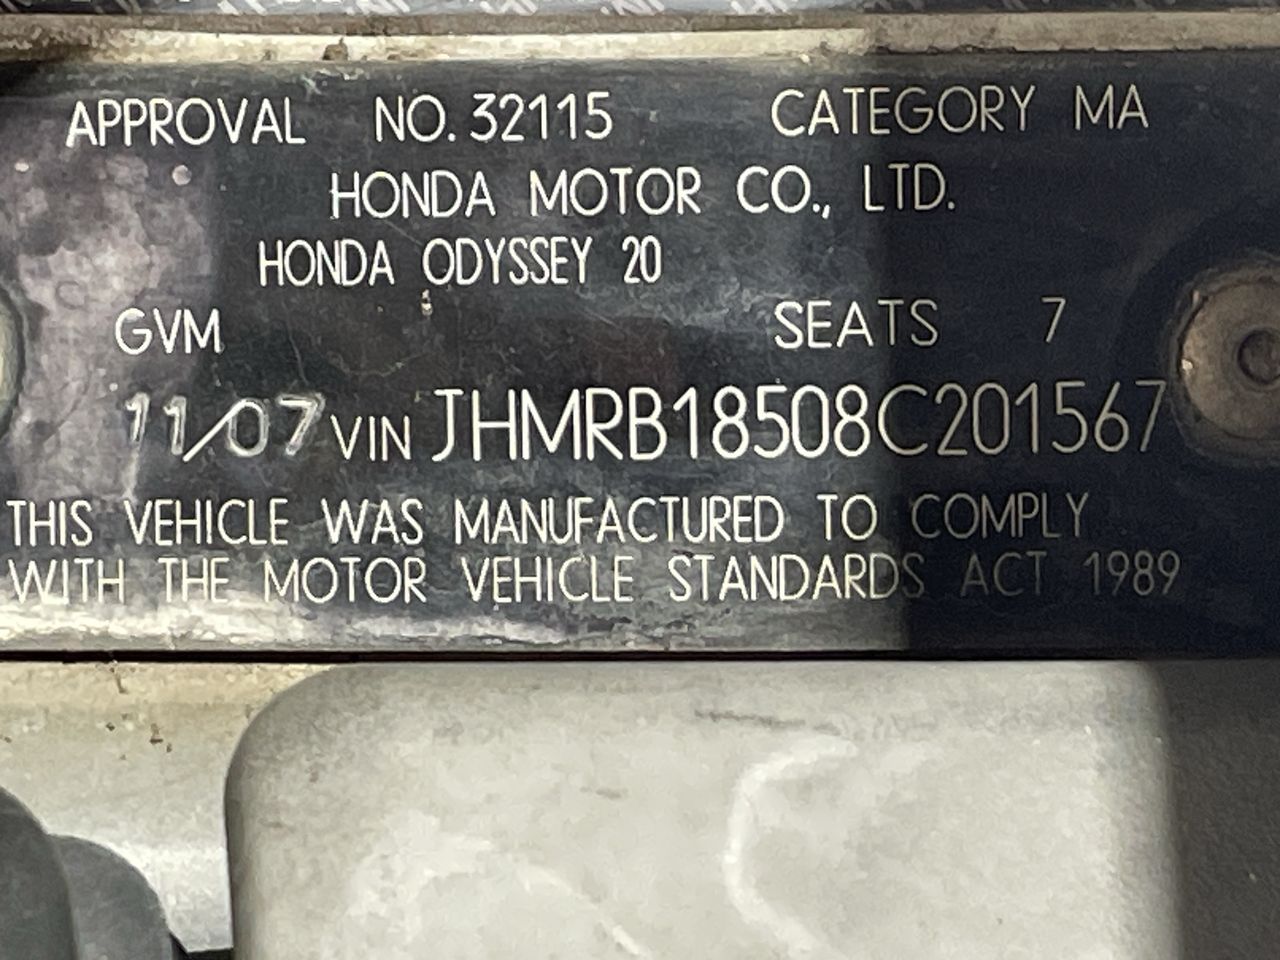 APPROVAL NO. 32115 CATEGORY MA
HONDA MOTOR CO., LTD.
HONDA ODYSSEY 20
GVM SEATS 7
11/07 VIN JHMRB18508C201567
THIS VEHICLE WAS MANUFACTURED TO COMPLY
WITH THE MOTOR VEHICLE STANDARDS ACT 1989